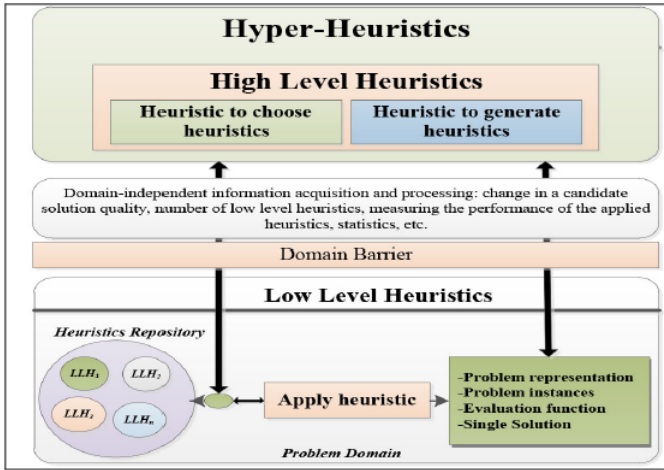 Hyper-Heuristics
High Level Heuristics
Heuristic to choose
heuristics
Heuristic to generate
heuristics
Domain-independent information acquisition and processing: change in a candidate
solution quality, number of low level heuristics, measuring the performance of the applied
heuristics, statistics, etc.
Domain Barrier
Low Level Heuristics
Heuristics Repository
LLH1
LLH2
LLH3
LLHn
Apply heuristic
-Problem representation
-Problem instances
-Evaluation function
-Single Solution
Problem Domain